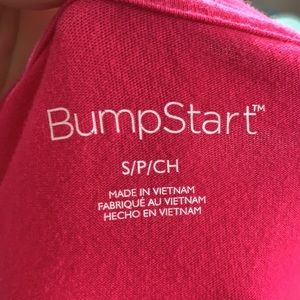 BumpStart™
S/P/CH
MADE IN VIETNAM
FABRIQUÉ AU VIETNAM
HECHO EN VIETNAM